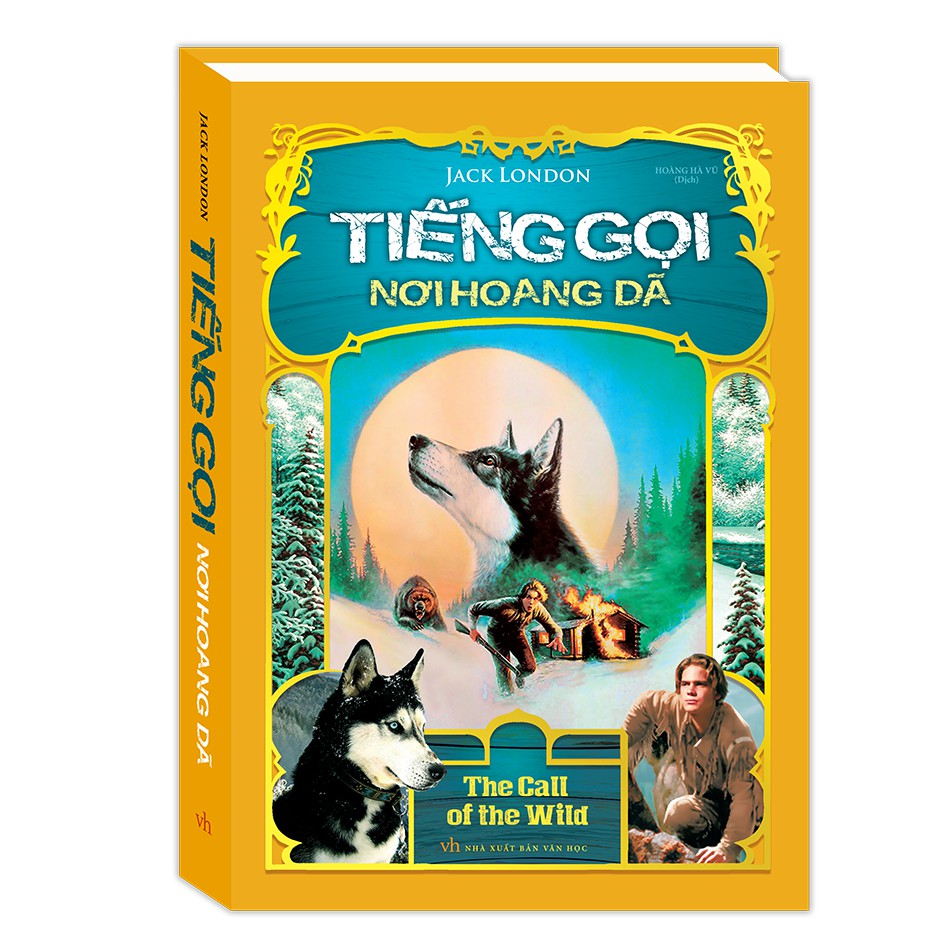 JACK LONDON
HOÀNG HÀ VŨ
(Dịch)
TIẾNG GỌI
NƠI HOANG DÃ
The Call
of the Wild
vh NHÀ XUẤT BẢN VĂN HỌC
JACK LONDON
TIẾNG GỌI
NƠI HOANG DÃ
vh